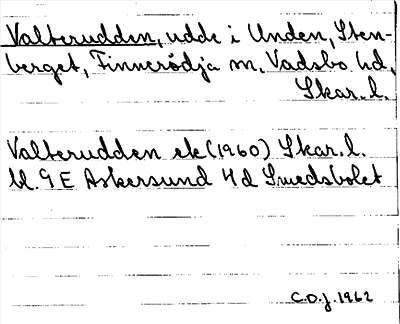 Valterudden, udde i Unden, Sten-
berget, Finnerödja sn, Vadsbo hd,
Skar. l.
Valterudden ek (1960) Skar. l.
bl. 9 E Askersund 4 d Smedsbolet
C.O.J. 1962